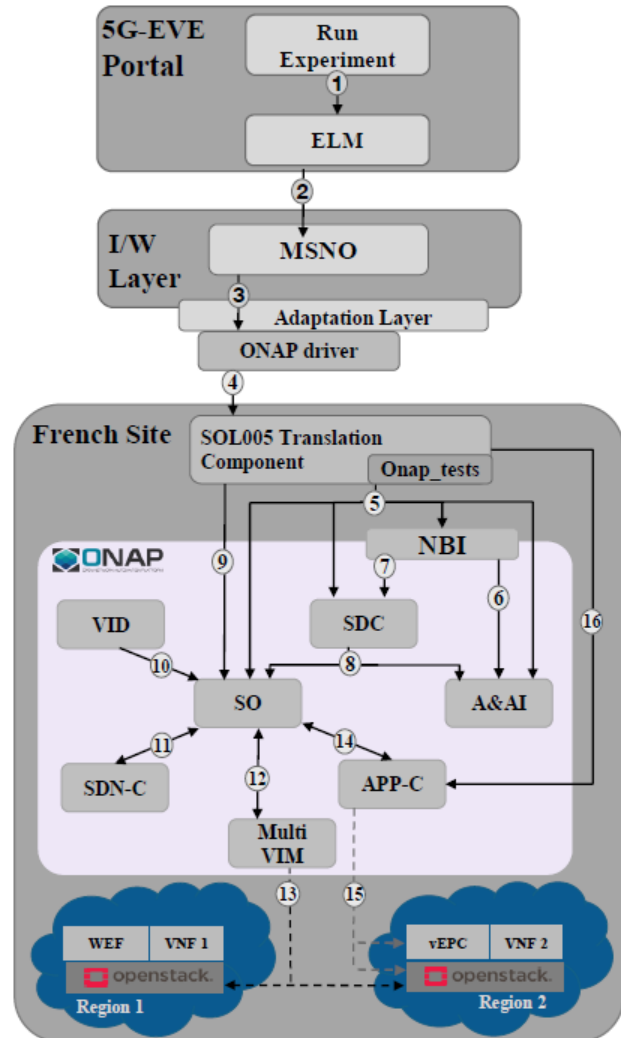 5G-EVE
Portal
Run
Experiment
1
ELM
2
I/W
Layer
MSNO
3
Adaptation Layer
ONAP driver
4
French Site
SOL005 Translation
Component
Onap_tests
5
ONAP
NBI
9
7
6
16
VID
SDC
10
8
SO
A&AI
11
14
12
SDN-C
APP-C
Multi
VIM
13
15
WEF
VNF 1
vEPC
VNF 2
openstack.
openstack.
Region 1
Region 2